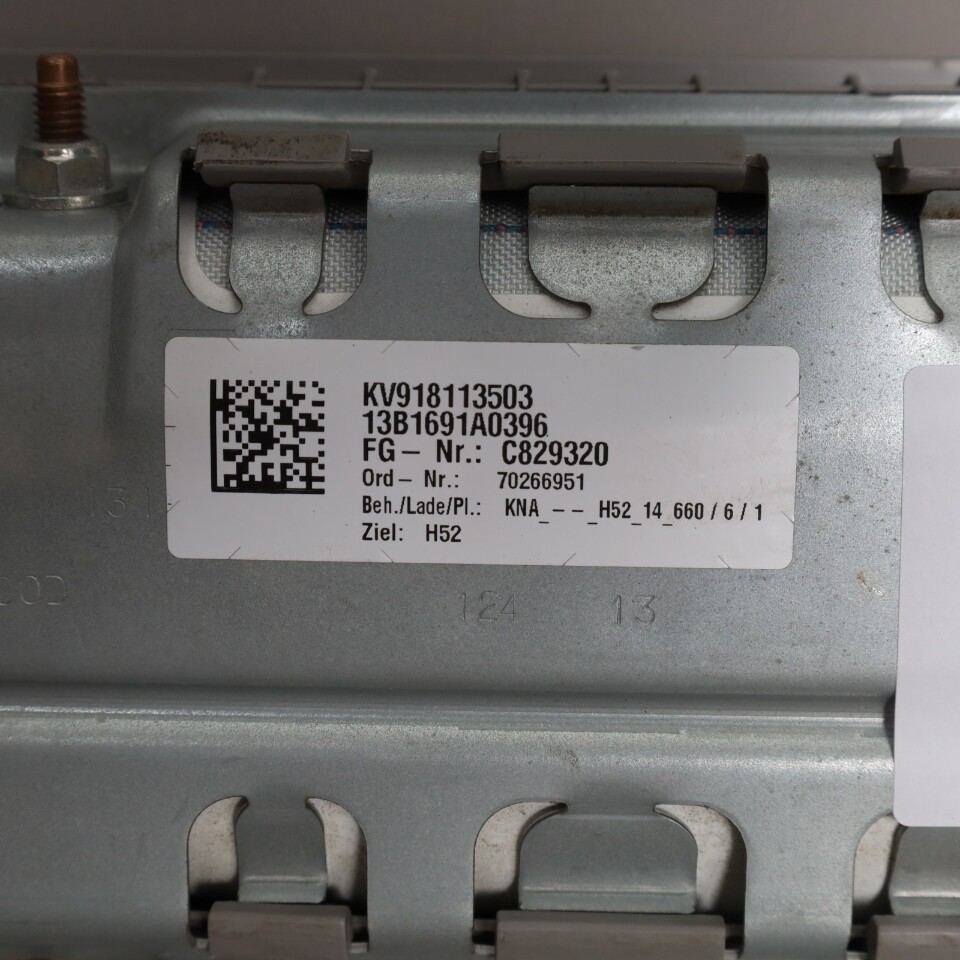 KV918113503
13B1691A0396
FG – Nr.: C829320
Ord – Nr.: 70266951
Beh./Lade/Pl.: KNA_ – – _H52_14_660 / 6 / 1
Ziel: H52
124 13